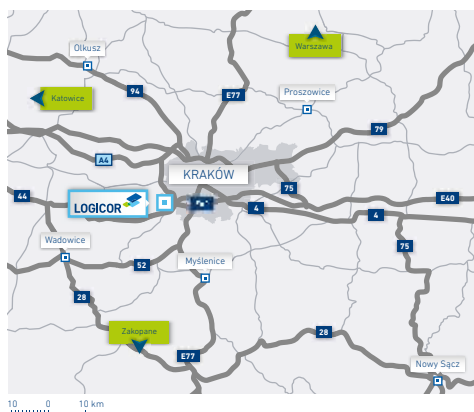 Olkusz
Warszawa
Katowice
94
E77
Proszowice
79
A4
KRAKÓW
75
44
LOGICOR
4
E40
4
Wadowice
75
52
Myślenice
28
Zakopane
28
E77
Nowy Sącz
10 0 10 km